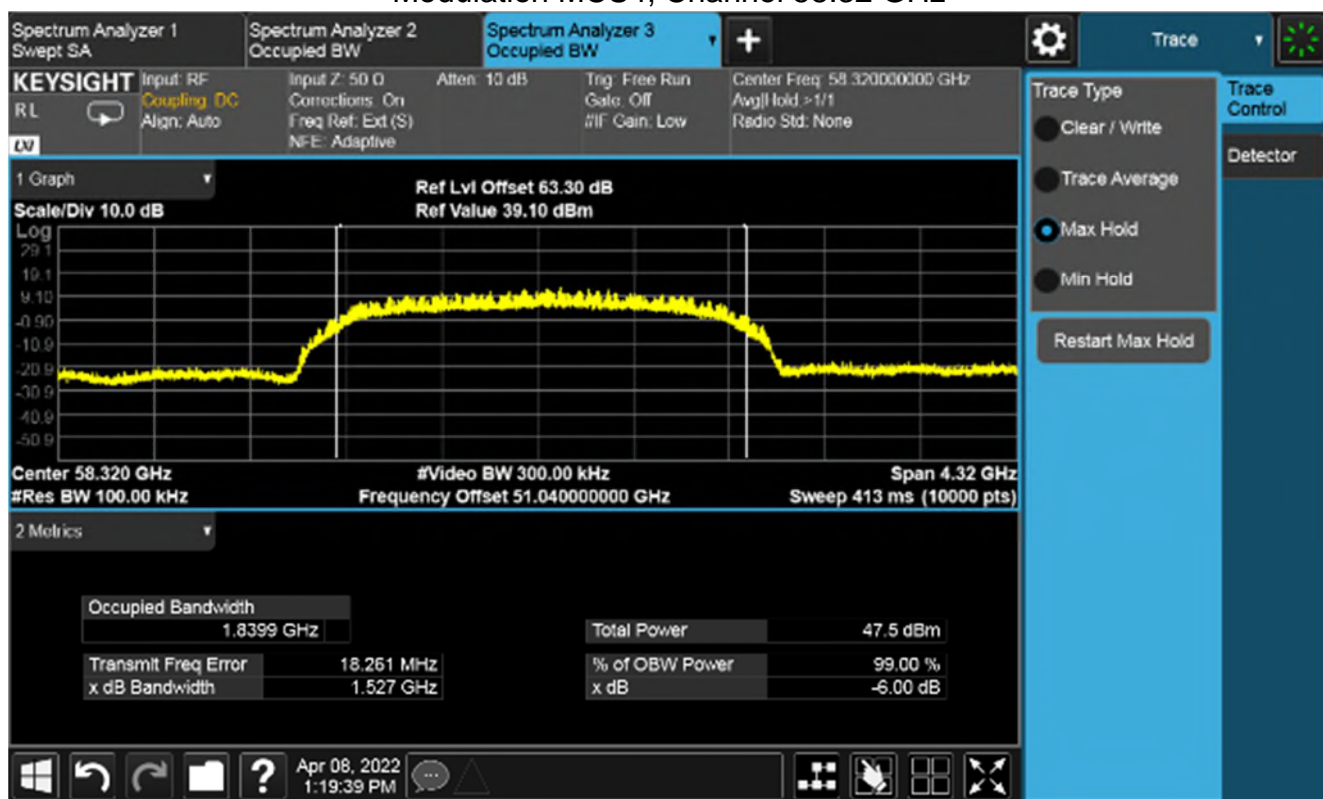 Spectrum Analyzer 1
Swept SA
Spectrum Analyzer 2
Occupied BW
Spectrum Analyzer 3
Occupied BW
Trace
KEYSIGHT
RL
LXI
Input: RF
Coupling: DC
Align: Auto
Input Z: 50 Ω
Corrections: On
Freq Ref: Ext (S)
NFE: Adaptive
Atten: 10 dB
Trig: Free Run
Gate: Off
#IF Gain: Low
Center Freq: 58.320000000 GHz
Avg|Hold:>1/1
Radio Std: None
Trace Type
Clear / Write
Trace Average
Max Hold
Min Hold
Restart Max Hold
Trace
Control
Detector
1 Graph
Scale/Div 10.0 dB
Ref Lvl Offset 63.30 dB
Ref Value 39.10 dBm
Log
29.1
19.1
9.10
-0.90
-10.9
-20.9
-30.9
-40.9
-50.9
Center 58.320 GHz
#Res BW 100.00 kHz
#Video BW 300.00 kHz
Frequency Offset 51.040000000 GHz
Span 4.32 GHz
Sweep 413 ms (10000 pts)
2 Metrics
Occupied Bandwidth
1.8399 GHz
Transmit Freq Error 18.261 MHz
x dB Bandwidth 1.527 GHz
Total Power 47.5 dBm
% of OBW Power 99.00 %
x dB -6.00 dB
?
Apr 08, 2022
1:19:39 PM